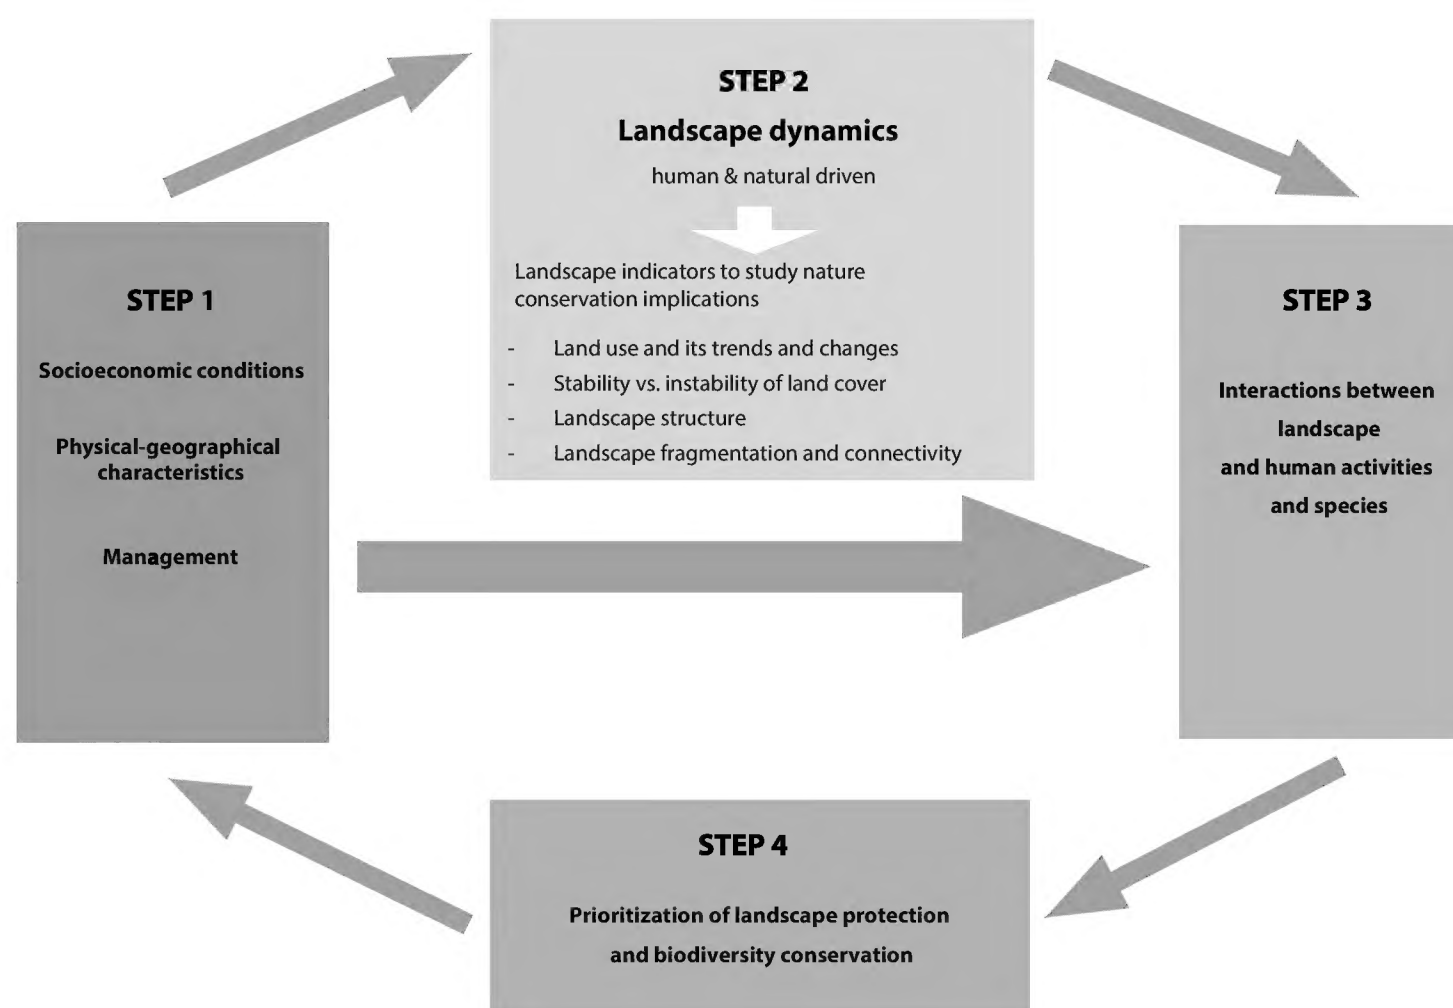 STEP 1
Socioeconomic conditions
Physical-geographical
characteristics
Management
STEP 2
Landscape dynamics
human & natural driven
Landscape indicators to study nature
conservation implications
- Land use and its trends and changes
- Stability vs. instability of land cover
- Landscape structure
- Landscape fragmentation and connectivity
STEP 3
Interactions between
landscape
and human activities
and species
STEP 4
Prioritization of landscape protection
and biodiversity conservation